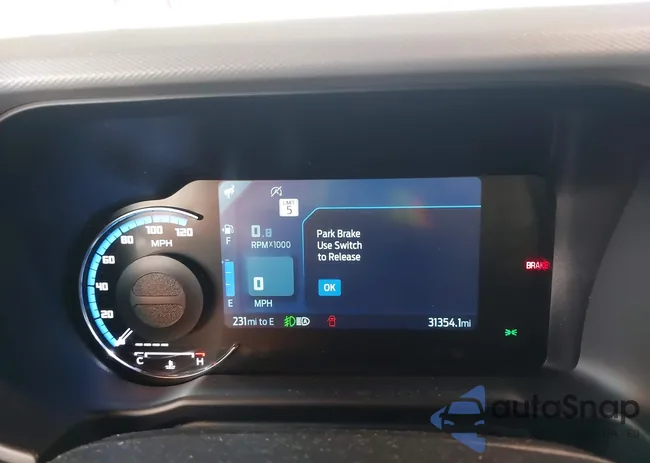 100
80
120
MPH
60
40
20
C
H
F
E
LIMIT
5
0.8
RPM×1000
0
MPH
231mi to E
Park Brake
Use Switch
to Release
OK
31354.1mi
BRAKE
autoSnap